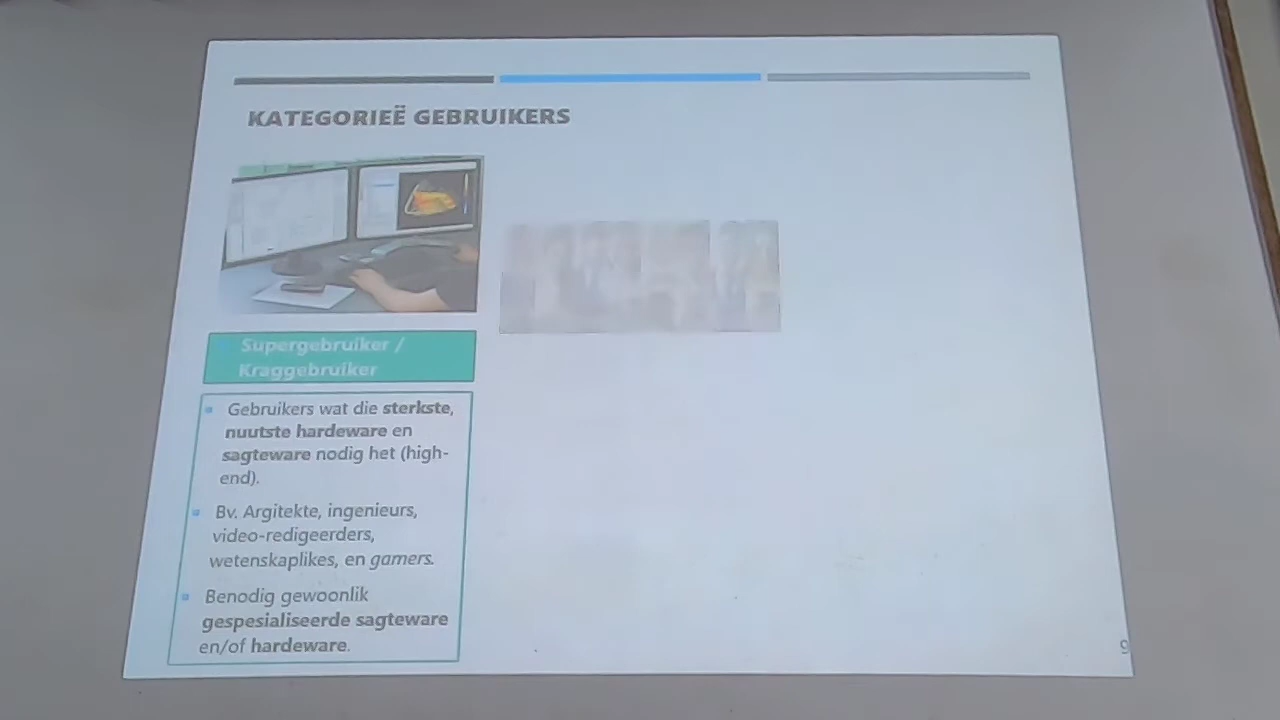 KATEGORIEË GEBRUIKERS
Supergebruiker /
Kraggebruiker
Gebruikers wat die sterkste,
nuutste hardeware en
sagteware nodig het (high-
end).
Bv. Argitekte, ingenieurs,
video-redigeerders,
wetenskaplikes, en gamers.
Benodig gewoonlik
gespesialiseerde sagteware
en/of hardeware.
9